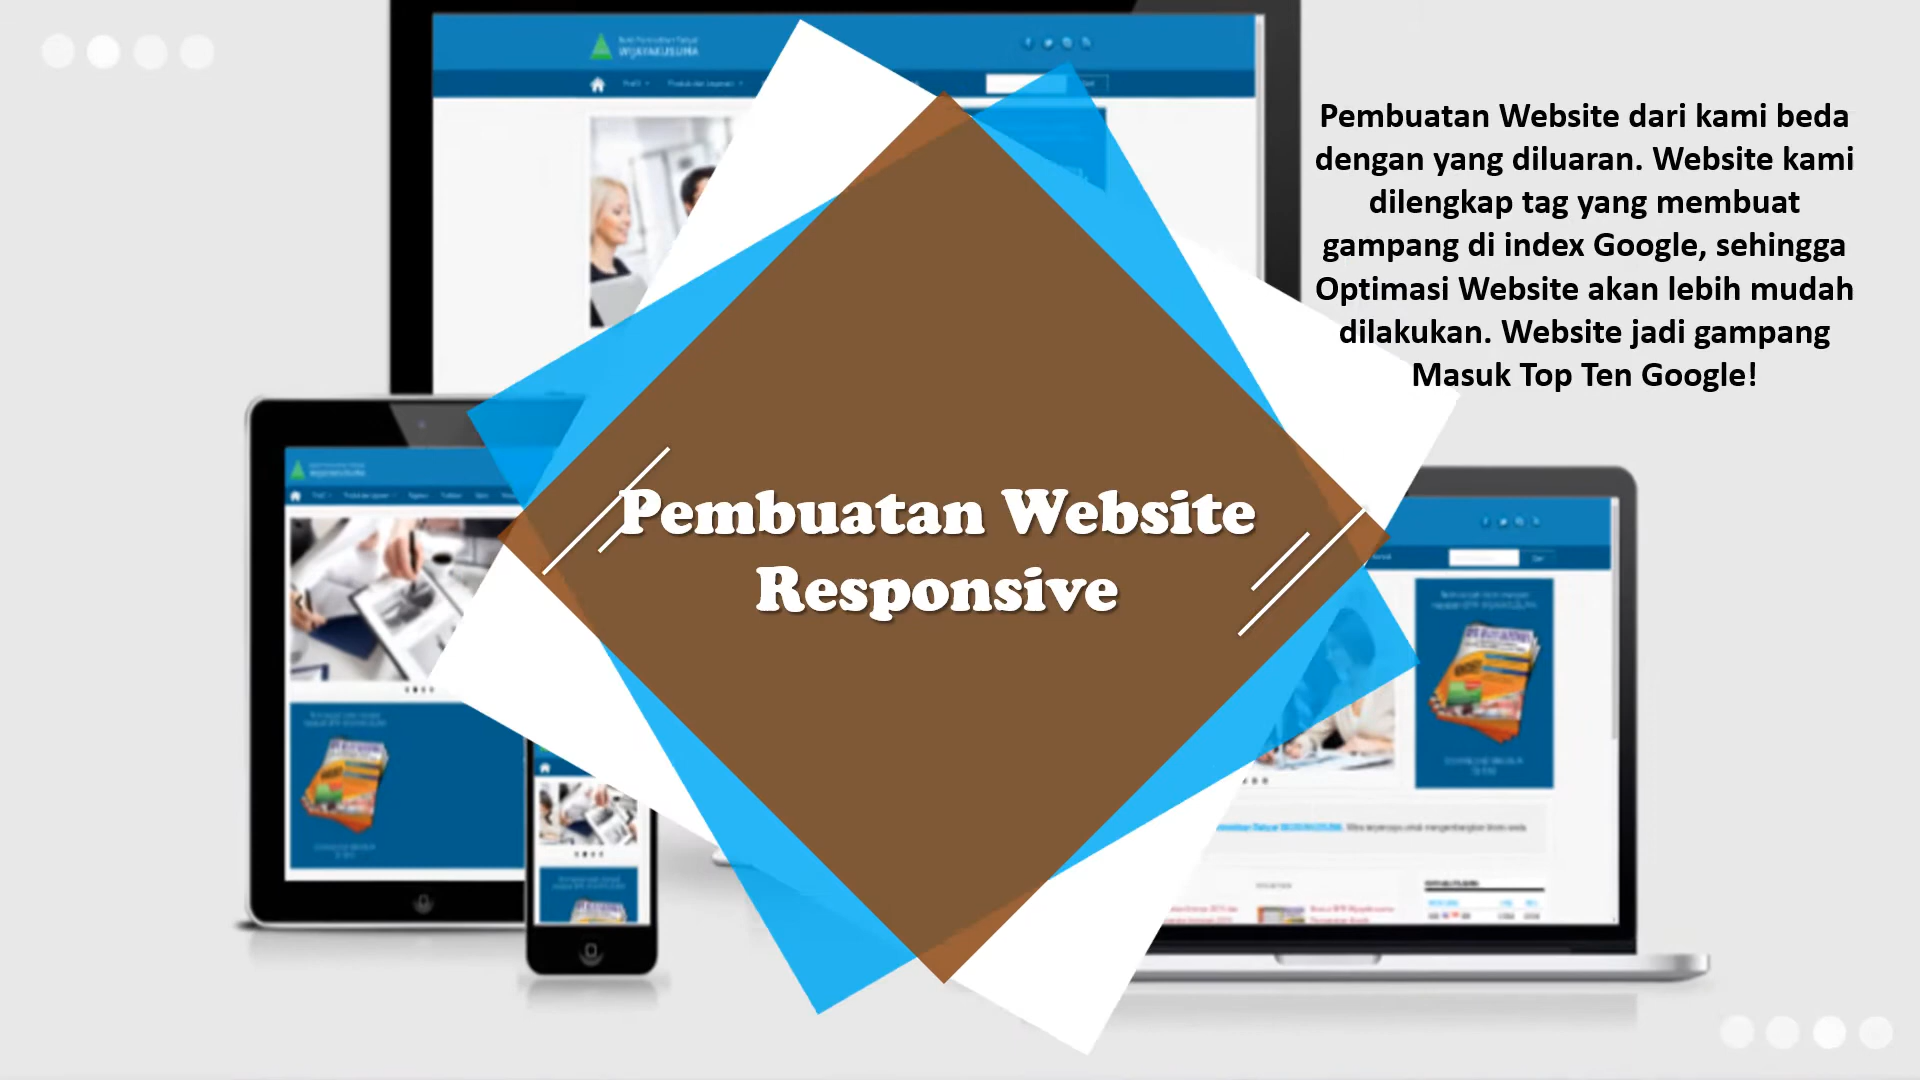 WIJAYAKUSUMA
Pembuatan Website dari kami beda
dengan yang diluaran. Website kami
dilengkap tag yang membuat
gampang di index Google, sehingga
Optimasi Website akan lebih mudah
dilakukan. Website jadi gampang
Masuk Top Ten Google!
Pembuatan Website
Responsive